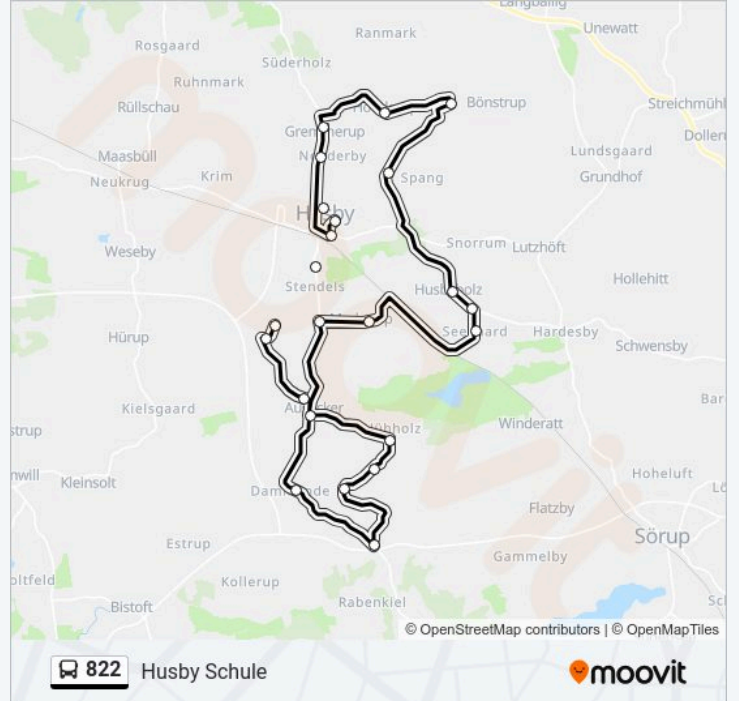 Langballig
Unewatt
Ranmark
Rosgaard
Süderholz
Ruhnmark
Rüllschau
Bönstrup
Streichmühl
Dollerup
Maasbüll
Lundsgaard
Neukrug
Krim
Spang
Grundhof
Husby
Weseby
Snorrum
Lutzhöft
Stendels
Hollehitt
Hürup
Hardesby
Schwensby
Kielsgaard
Ausacker
Winderatt
Kleinsolt
Hoheluft
Flatzby
Estrup
Sörup
Gammelby
Kollerup
Rabenkiel
Bistoft
© OpenStreetMap contributors | © OpenMapTiles
822 Husby Schule
moovit